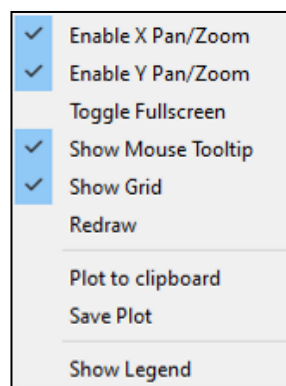 Enable X Pan/Zoom
Enable Y Pan/Zoom
Toggle Fullscreen
Show Mouse Tooltip
Show Grid
Redraw
Plot to clipboard
Save Plot
Show Legend